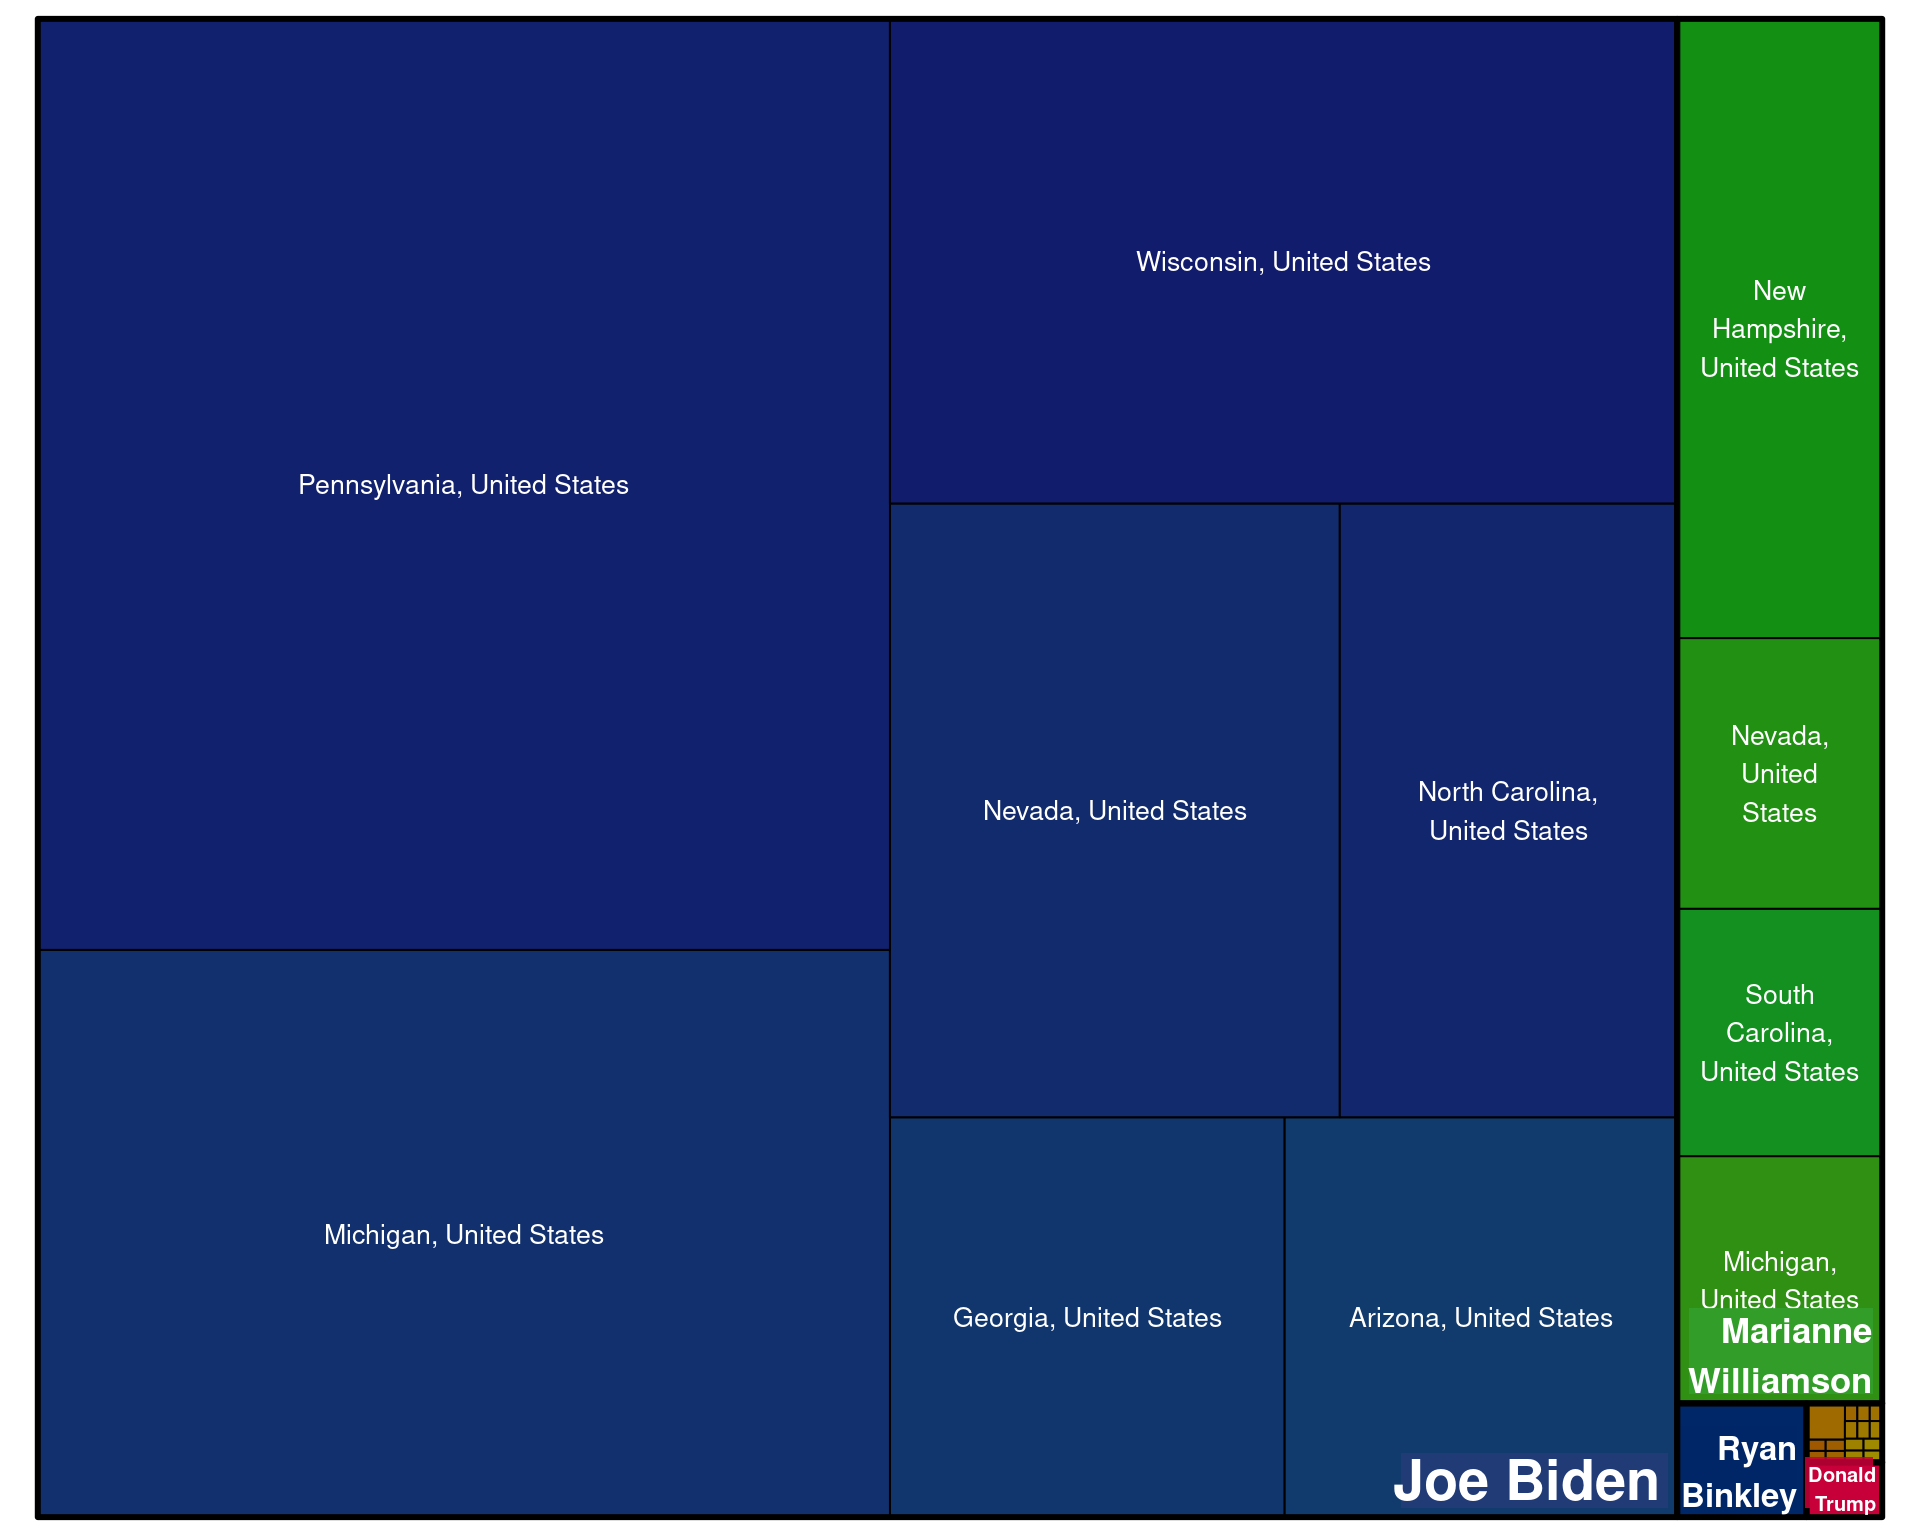 Pennsylvania, United States
Michigan, United States
Wisconsin, United States
Nevada, United States
North Carolina,
United States
Georgia, United States
Arizona, United States
Joe Biden
New
Hampshire,
United States
Nevada,
United
States
South
Carolina,
United States
Michigan,
United States
Marianne
Williamson
Ryan
Binkley
Donald
Trump